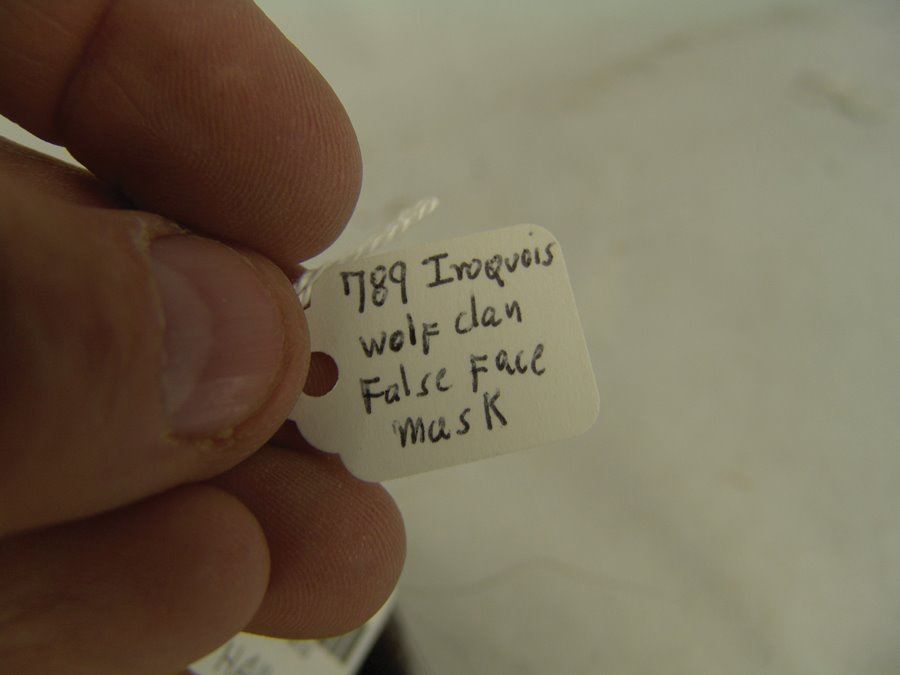 789 Iroquois
wolf clan
False Face
mask